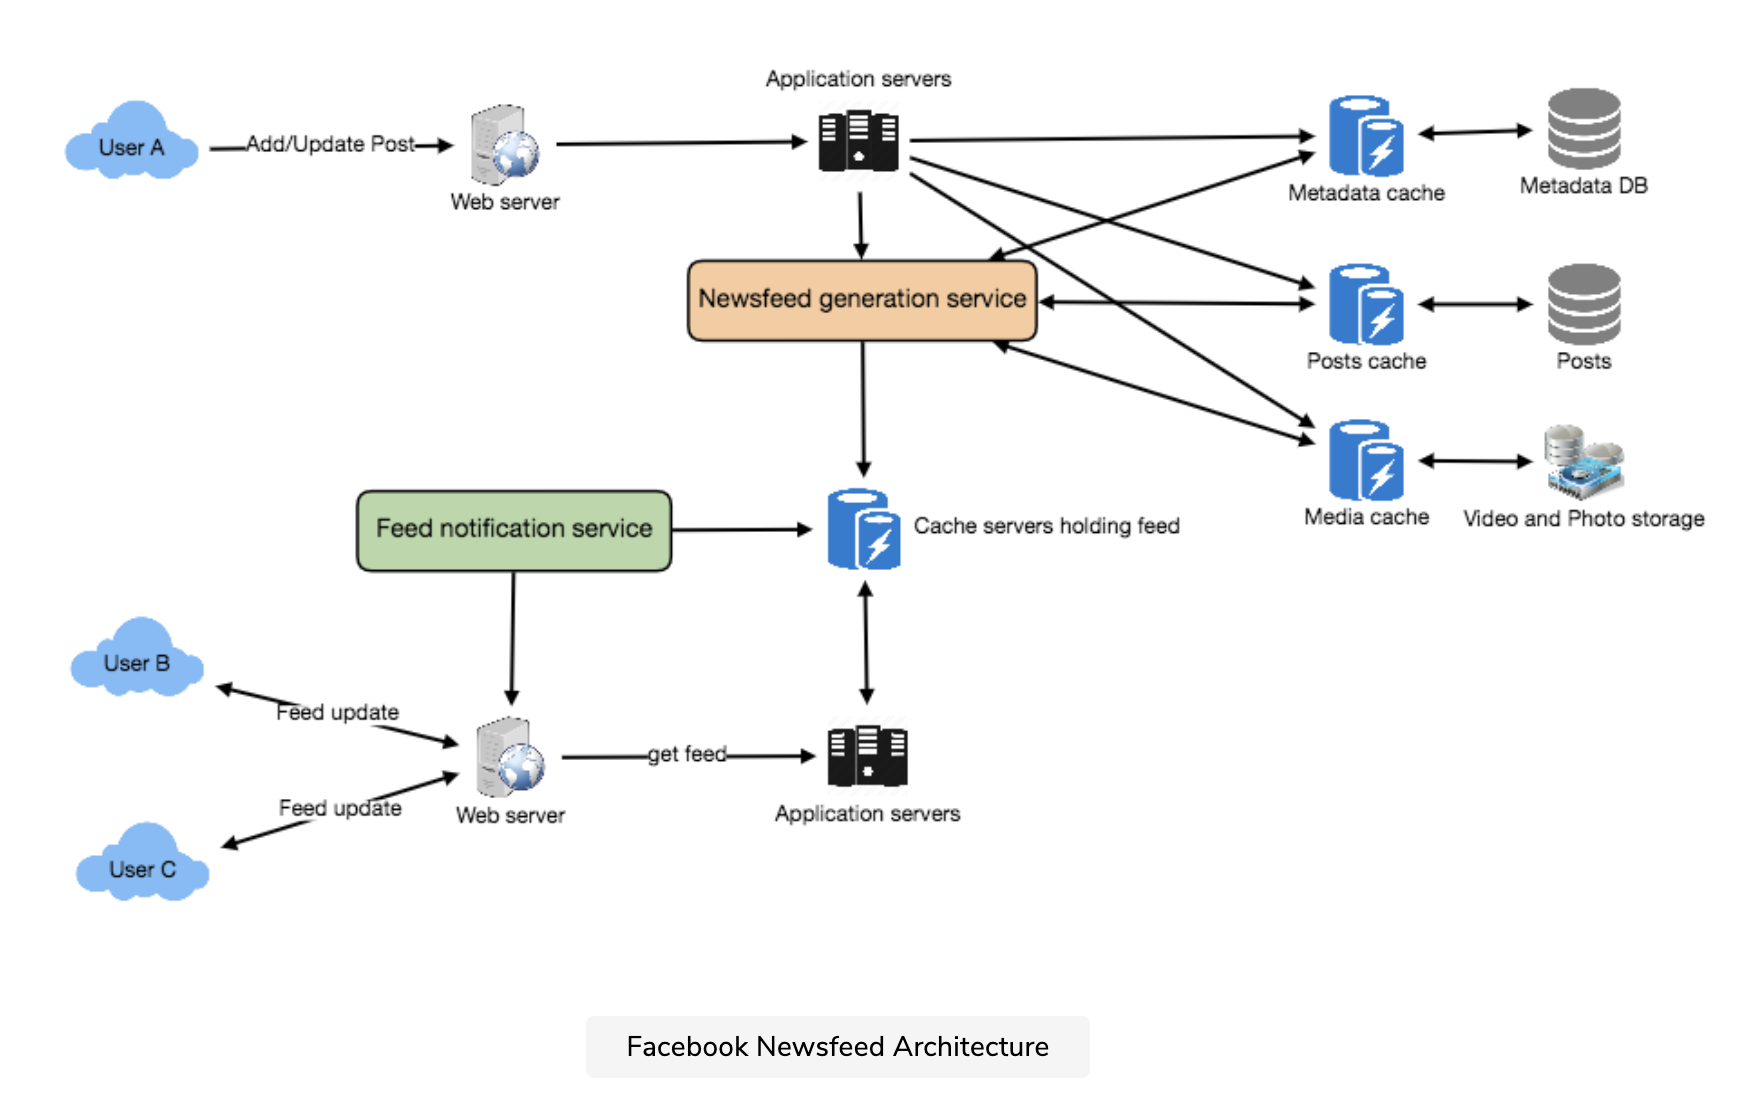 Application servers
User A
Add/Update Post
Web server
Metadata cache
Metadata DB
Newsfeed generation service
Posts cache
Posts
Media cache
Video and Photo storage
Feed notification service
Cache servers holding feed
User B
Feed update
get feed
Feed update
Web server
Application servers
User C
Facebook Newsfeed Architecture